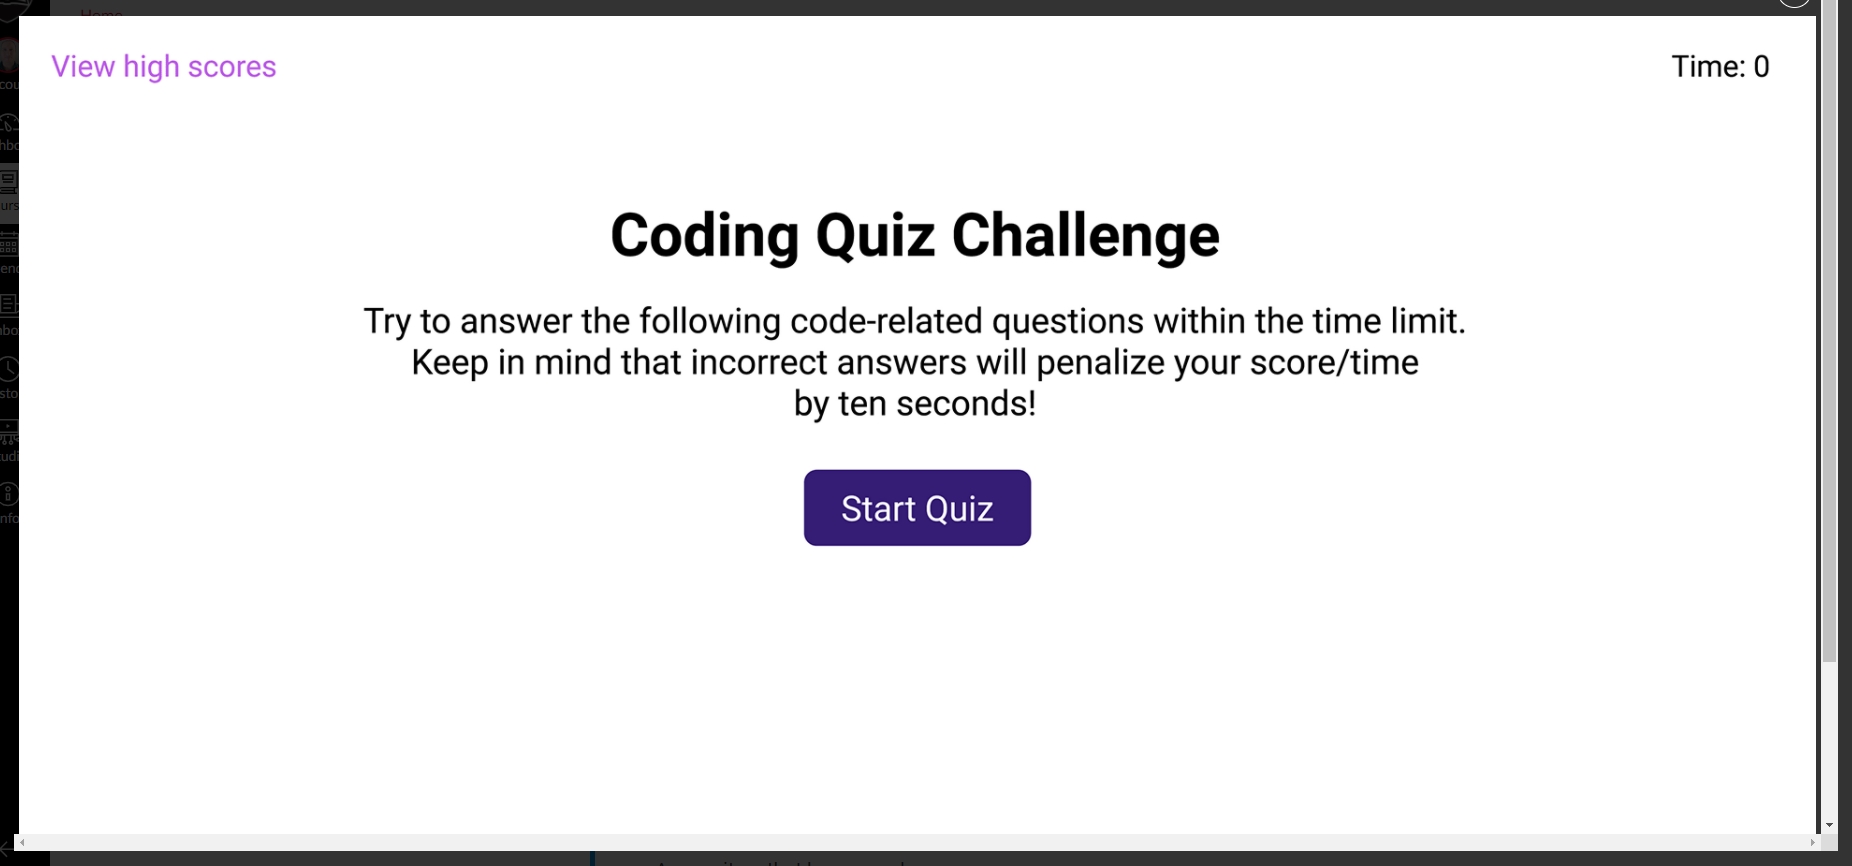 Home
View high scores
Time: 0
Coding Quiz Challenge
Try to answer the following code-related questions within the time limit.
Keep in mind that incorrect answers will penalize your score/time
by ten seconds!
Start Quiz